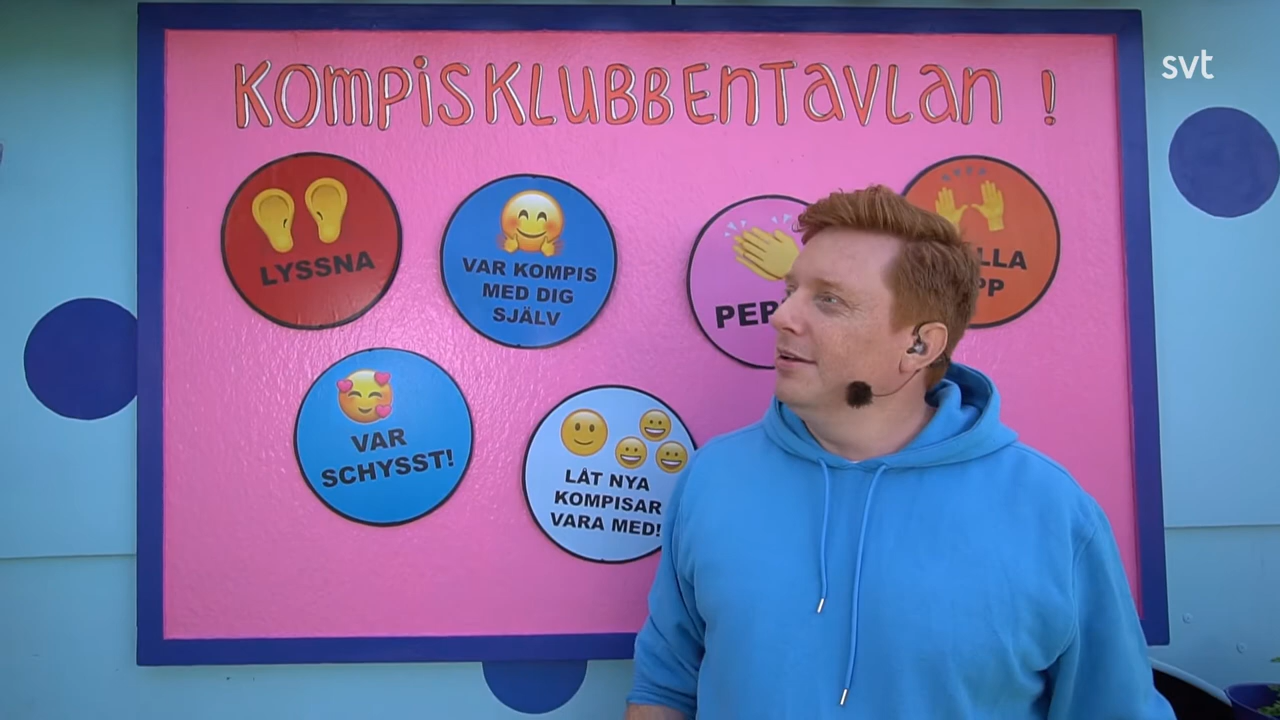 svt
KOMPISKLUBBENTAVLAN !
LYSSNA
VAR KOMPIS
MED DIG
SJÄLV
VAR
SCHYSST!
LÅT NYA
KOMPISAR
VARA MED!